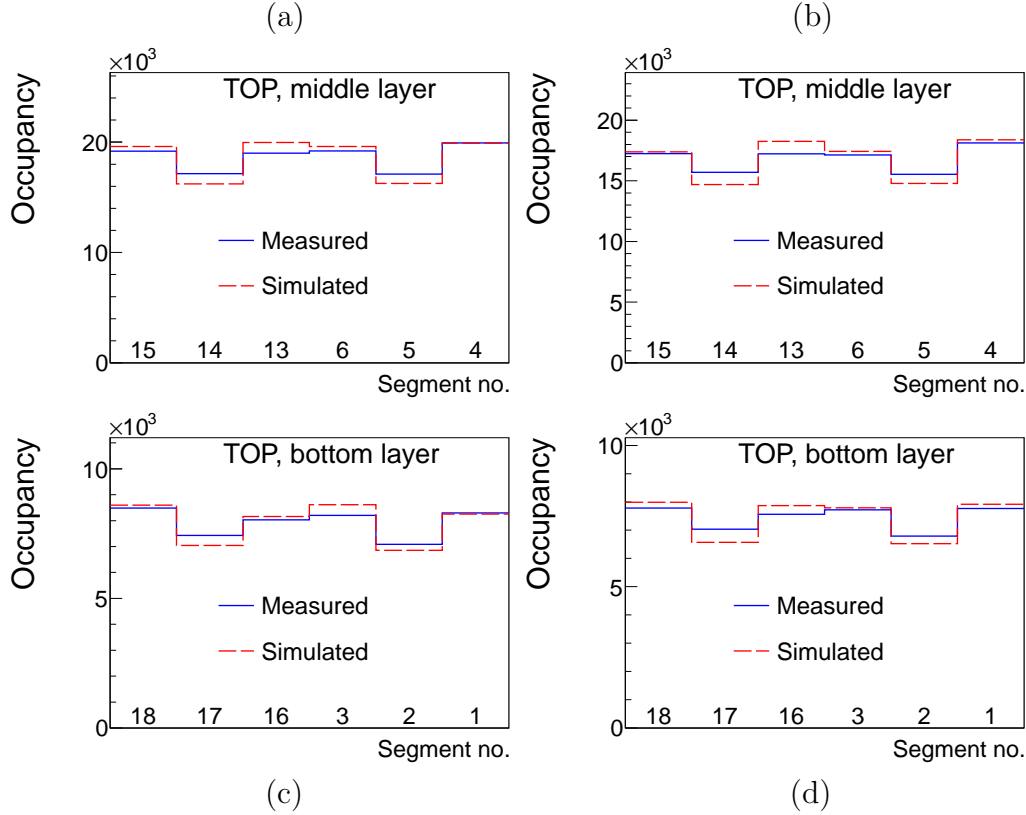 (a) (b)
×10³ ×10³
TOP, middle layer TOP, middle layer
Occupancy Occupancy
20 20
15
10 10
5
0 0
Measured Measured
Simulated Simulated
15 14 13 6 5 4 15 14 13 6 5 4
Segment no. Segment no.
×10³ ×10³
TOP, bottom layer TOP, bottom layer
Occupancy Occupancy
10 10
5 5
0 0
Measured Measured
Simulated Simulated
18 17 16 3 2 1 18 17 16 3 2 1
Segment no. Segment no.
(c) (d)